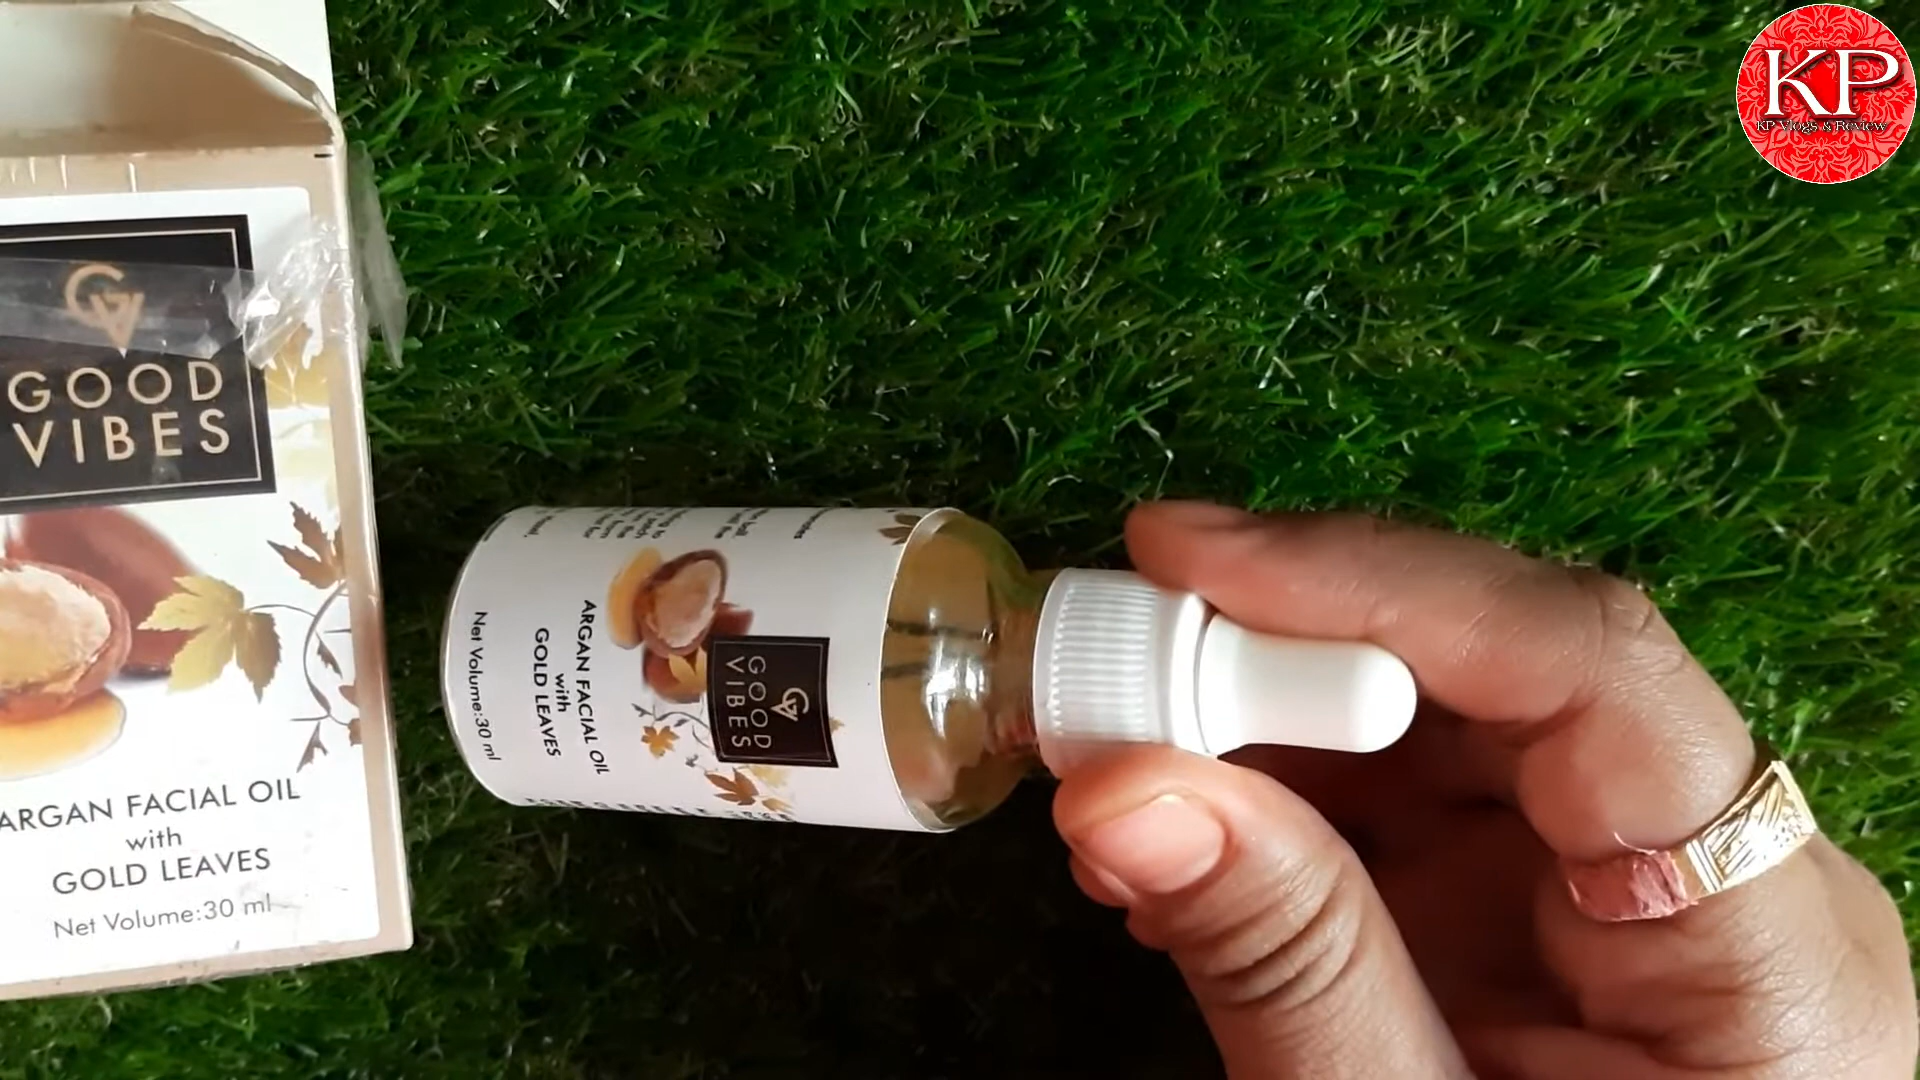 KP
KP Vlogs & Review
GOOD
VIBES
ARGAN FACIAL OIL
with
GOLD LEAVES
Net Volume:30 ml
GOOD
VIBES
ARGAN FACIAL OIL
with
GOLD LEAVES
Net Volume:30 ml